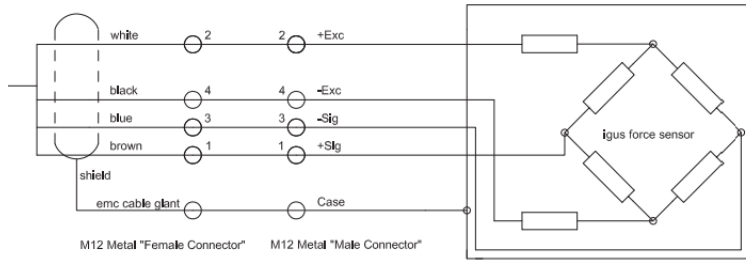 white 2 2 +Exc
black 4 4 -Exc
blue 3 3 -Sig
igus force sensor
brown 1 1 +SIg
shield
emc cable glant Case
M12 Metal "Female Connector" M12 Metal "Male Connector"